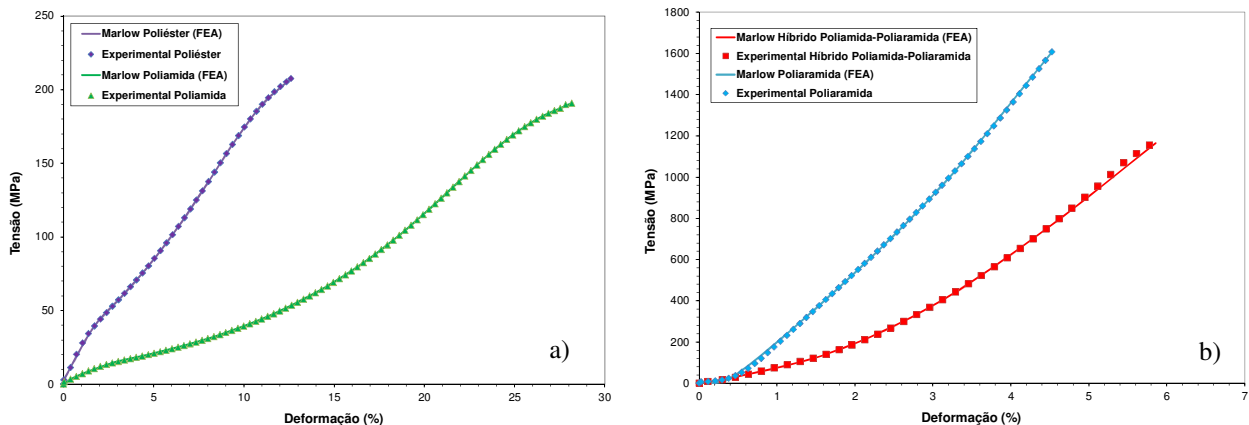 250
200
150
100
50
0
0 5 10 15 20 25 30
Tensão (MPa)
Deformação (%)
Marlow Poliéster (FEA)
Experimental Poliéster
Marlow Poliamida (FEA)
Experimental Poliamida
a)
1800
1600
1400
1200
1000
800
600
400
200
0
0 1 2 3 4 5 6 7
Tensão (MPa)
Deformação (%)
Marlow Híbrido Poliamida-Poliaramida (FEA)
Experimental Híbrido Poliamida-Poliaramida
Marlow Poliaramida (FEA)
Experimental Poliaramida
b)